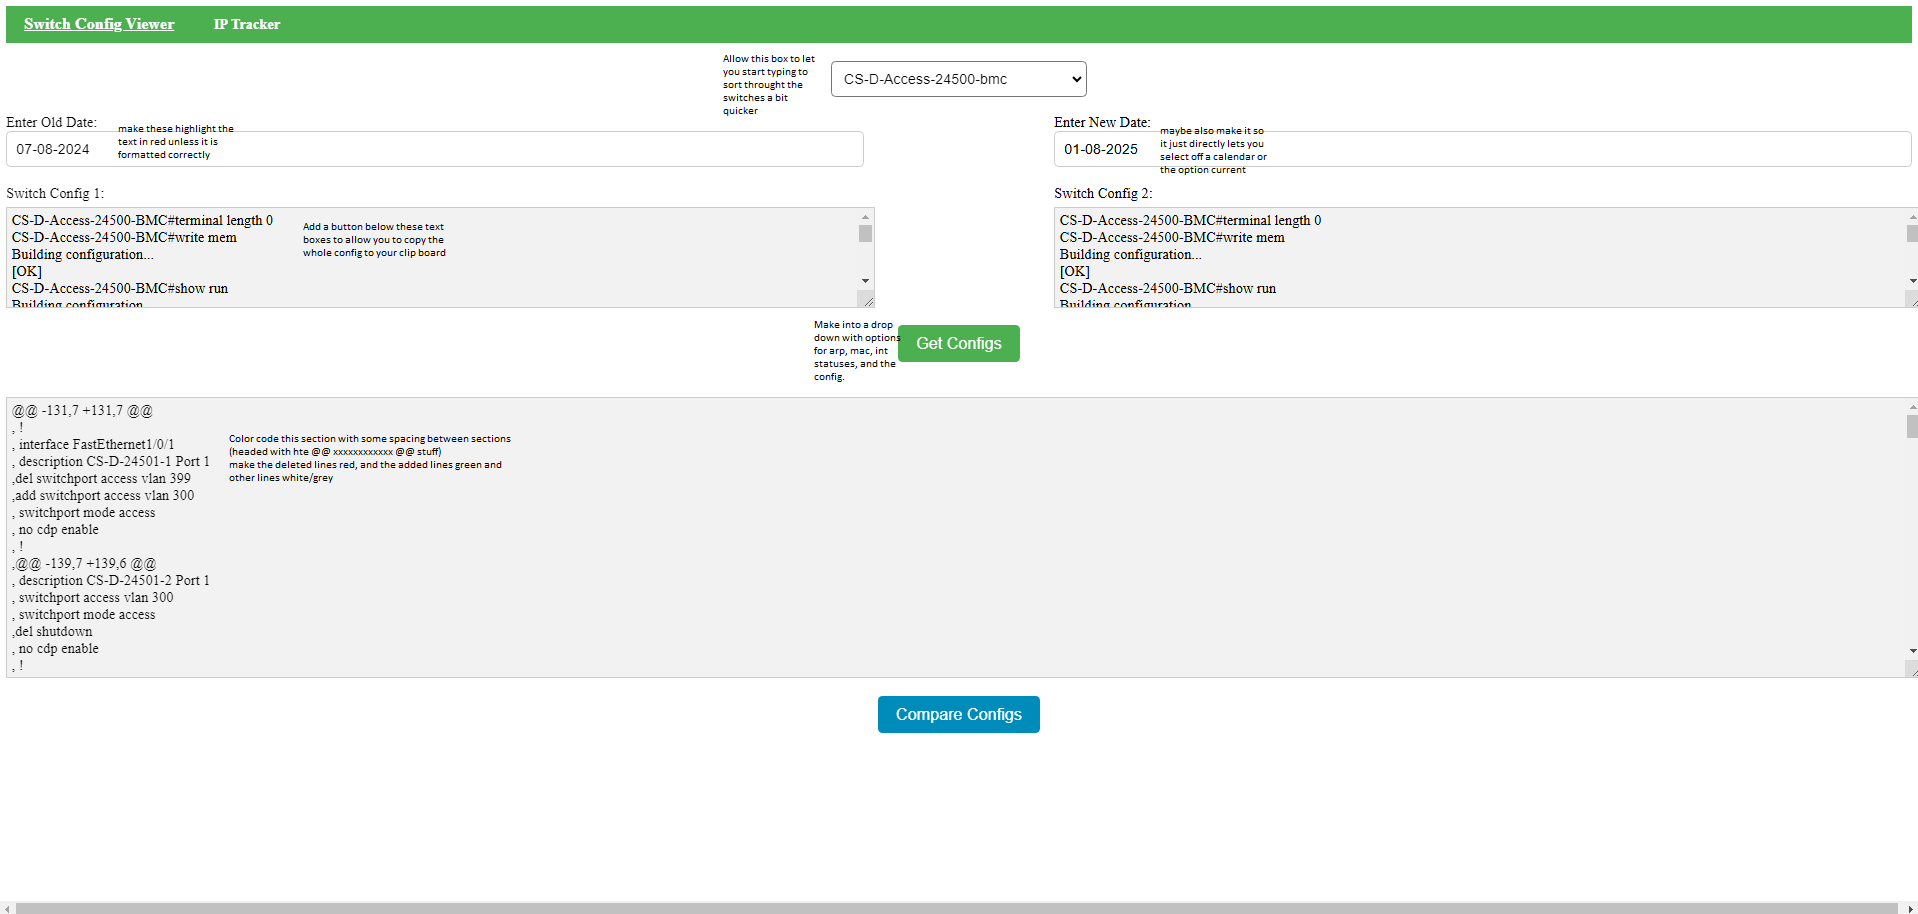 Switch Config Viewer IP Tracker
Allow this box to let
you start typing to
sort throught the
switches a bit
quicker
CS-D-Access-24500-bmc
Enter Old Date:
07-08-2024
make these highlight the
text in red unless it is
formatted correctly
Enter New Date:
01-08-2025
maybe also make it so
it just directly lets you
select off a calendar or
the option current
Switch Config 1:
CS-D-Access-24500-BMC#terminal length 0
CS-D-Access-24500-BMC#write mem
Building configuration...
[OK]
CS-D-Access-24500-BMC#show run
Building configuration
Add a button below these text
boxes to allow you to copy the
whole config to your clip board
Switch Config 2:
CS-D-Access-24500-BMC#terminal length 0
CS-D-Access-24500-BMC#write mem
Building configuration...
[OK]
CS-D-Access-24500-BMC#show run
Building configuration
Make into a drop
down with options
for arp, mac, int
statuses, and the
config.
Get Configs
@@ -131,7 +131,7 @@
, !
, interface FastEthernet1/0/1
, description CS-D-24501-1 Port 1
,del switchport access vlan 399
,add switchport access vlan 300
, switchport mode access
, no cdp enable
, !
,@@ -139,7 +139,6 @@
, description CS-D-24501-2 Port 1
, switchport access vlan 300
, switchport mode access
,del shutdown
, no cdp enable
, !
Color code this section with some spacing between sections
(headed with hte @@ xxxxxxxxxxxx @@ stuff)
make the deleted lines red, and the added lines green and
other lines white/grey
Compare Configs